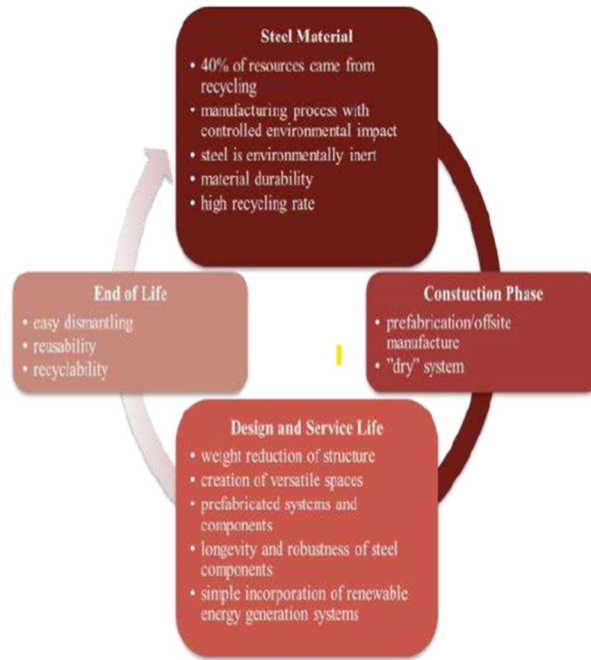 Steel Material
• 40% of resources came from
recycling
• manufacturing process with
controlled environmental impact
• steel is environmentally inert
• material durability
• high recycling rate
End of Life
• easy dismantling
• reusability
• recyclability
Constuction Phase
• prefabrication/offsite
manufacture
• "dry" system
Design and Service Life
• weight reduction of structure
• creation of versatile spaces
• prefabricated systems and
components
• longevity and robustness of steel
components
• simple incorporation of renewable
energy generation systems